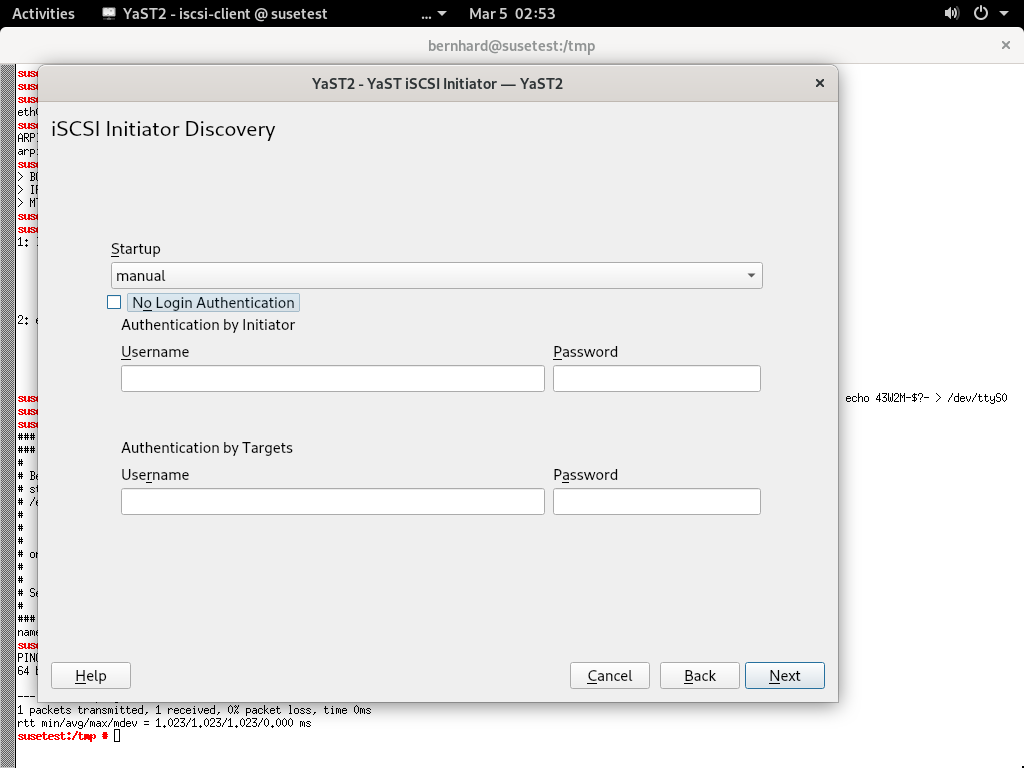 Activities YaST2 - iscsi-client @ susetest ... Mar 5 02:53
bernhard@susetest:/tmp
YaST2 - YaST iSCSI Initiator — YaST2
iSCSI Initiator Discovery
Startup
manual
No Login Authentication
Authentication by Initiator
Username Password
echo 43W2M-$?- > /dev/ttyS0
Authentication by Targets
Username Password
Help Cancel Back Next
1 packets transmitted, 1 received, 0% packet loss, time 0ms
rtt min/avg/max/mdev = 1.023/1.023/1.023/0.000 ms
susetest:/tmp #